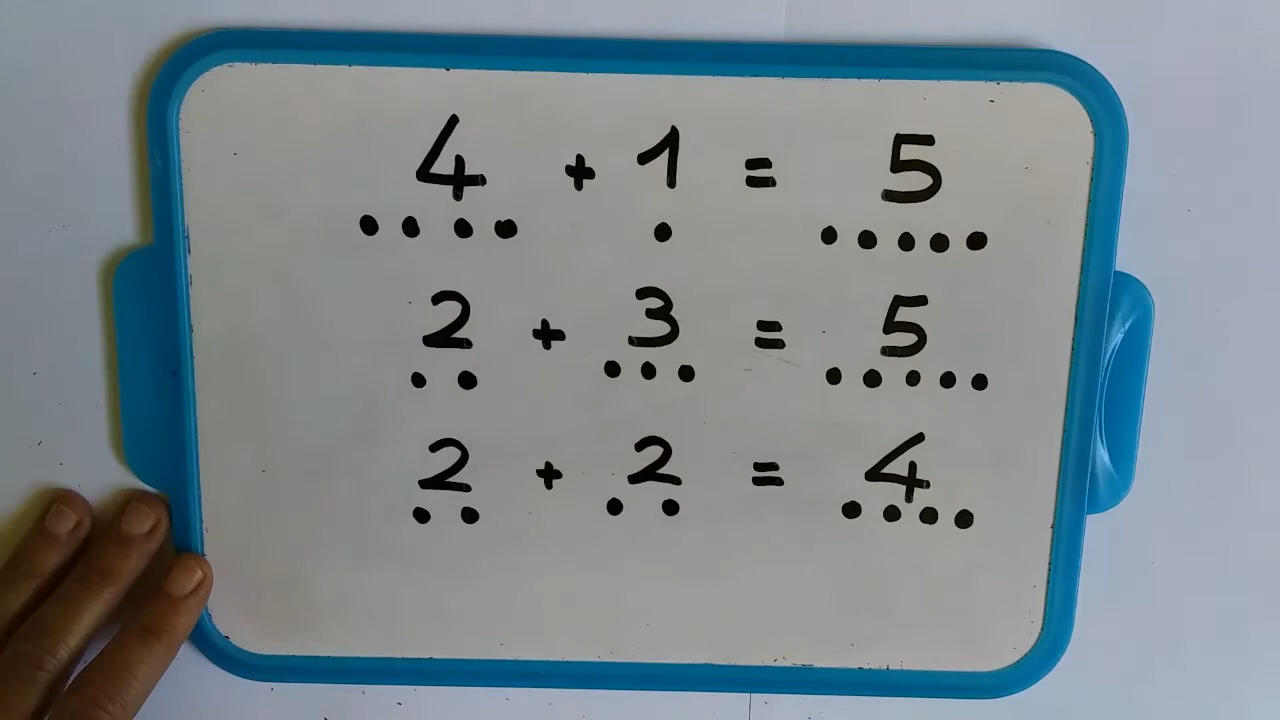 4 + 1 = 5
2 + 3 = 5
2 + 2 = 4